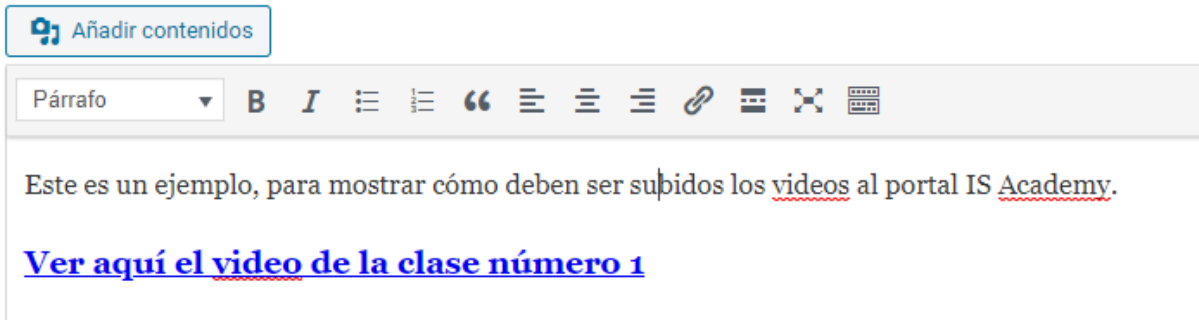 Añadir contenidos
Párrafo
Este es un ejemplo, para mostrar cómo deben ser subidos los videos al portal IS Academy.
Ver aquí el video de la clase número 1